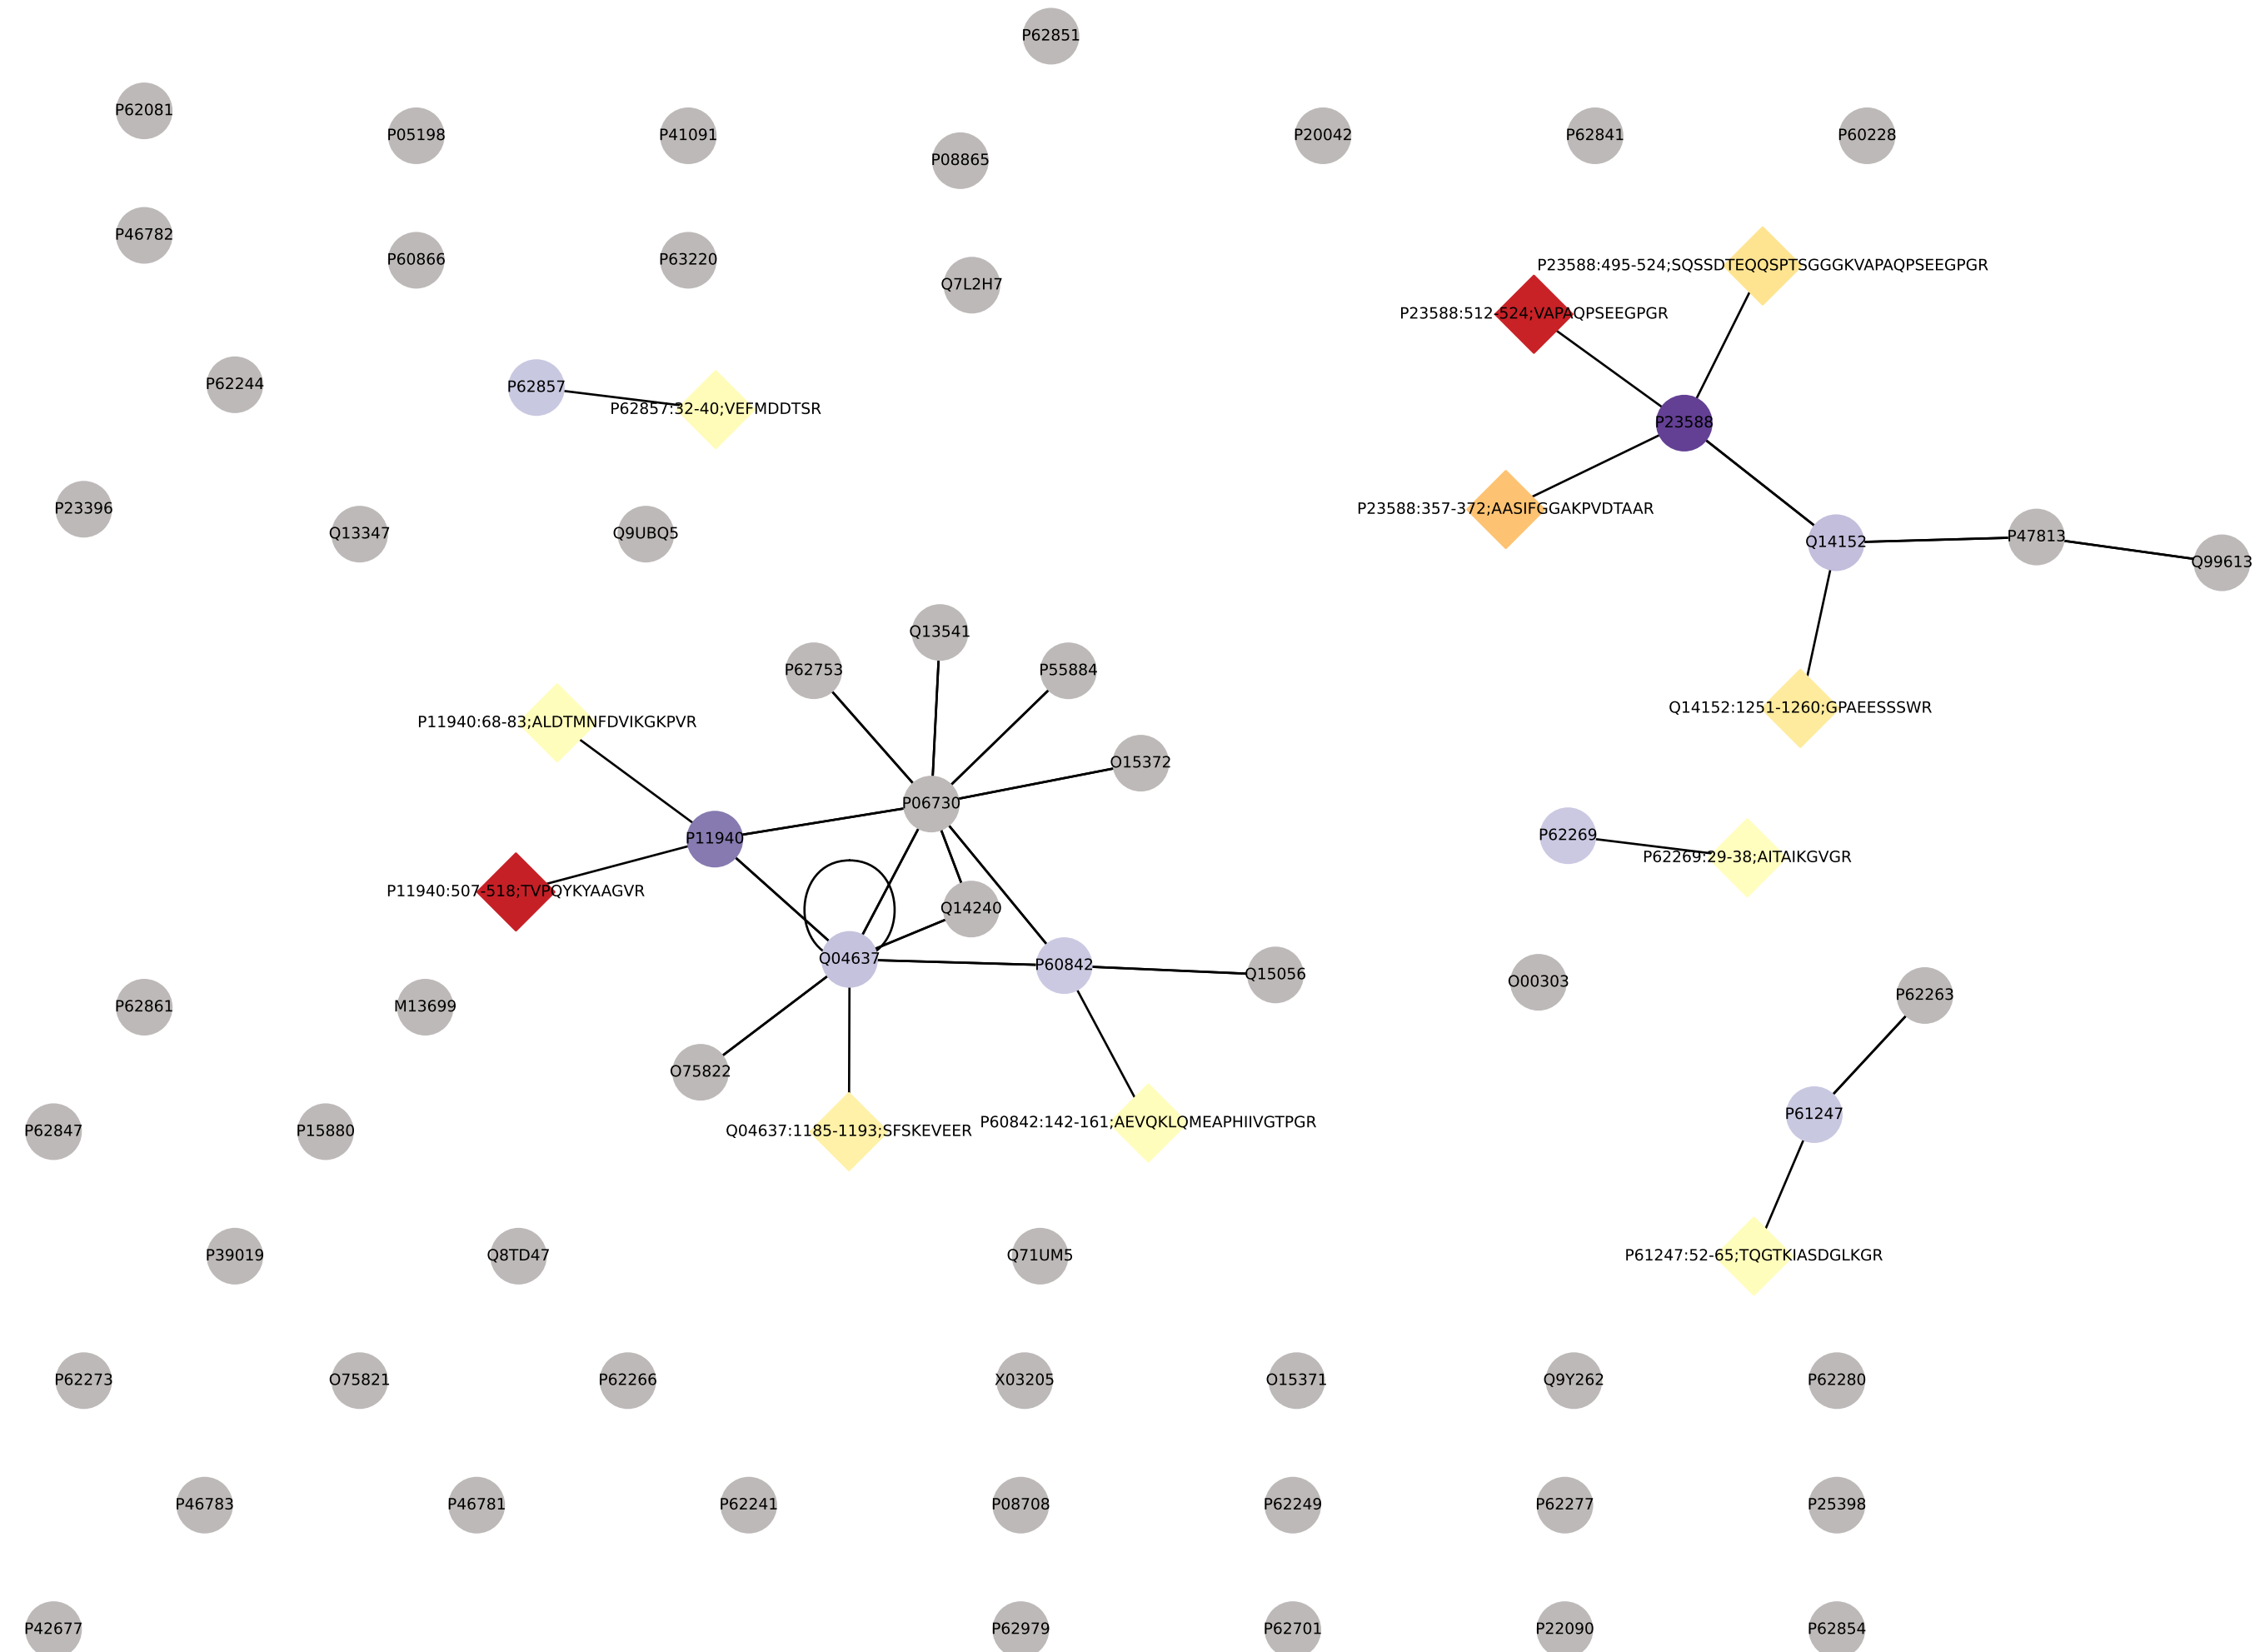 P62851
P62081
P05198
P41091
P20042
P62841
P60228
P08865
P46782
P60866
P63220
P23588:495-524;SQSSDTEQQSPTSGGGKVAPAQPSEEGPGR
Q7L2H7
P23588:512-524;VAPAQPSEEGPGR
P62244
P62857
P62857:32-40;VEFMDDTSR
P23588
P23396
P23588:357-372;AASIFGGAKPVDTAAR
Q13347
Q9UBQ5
P47813
Q14152
Q99613
Q13541
P62753
P55884
Q14152:1251-1260;GPAEESSSWR
P11940:68-83;ALDTMNFDVIKGKPVR
O15372
P06730
P62269
P11940
P62269:29-38;AITAIKGVGR
P11940:507-518;TVPQYKYAAGVR
Q14240
Q04637
P60842
Q15056
O00303
P62263
P62861
M13699
O75822
P61247
P60842:142-161;AEVQKLQMEAPHIIVGTPGR
P62847
P15880
Q04637:1185-1193;SFSKEVEER
P39019
Q8TD47
Q71UM5
P61247:52-65;TQGTKIASDGLKGR
P62273
O75821
P62266
X03205
O15371
Q9Y262
P62280
P46783
P46781
P62241
P08708
P62249
P62277
P25398
P42677
P62979
P62701
P22090
P62854